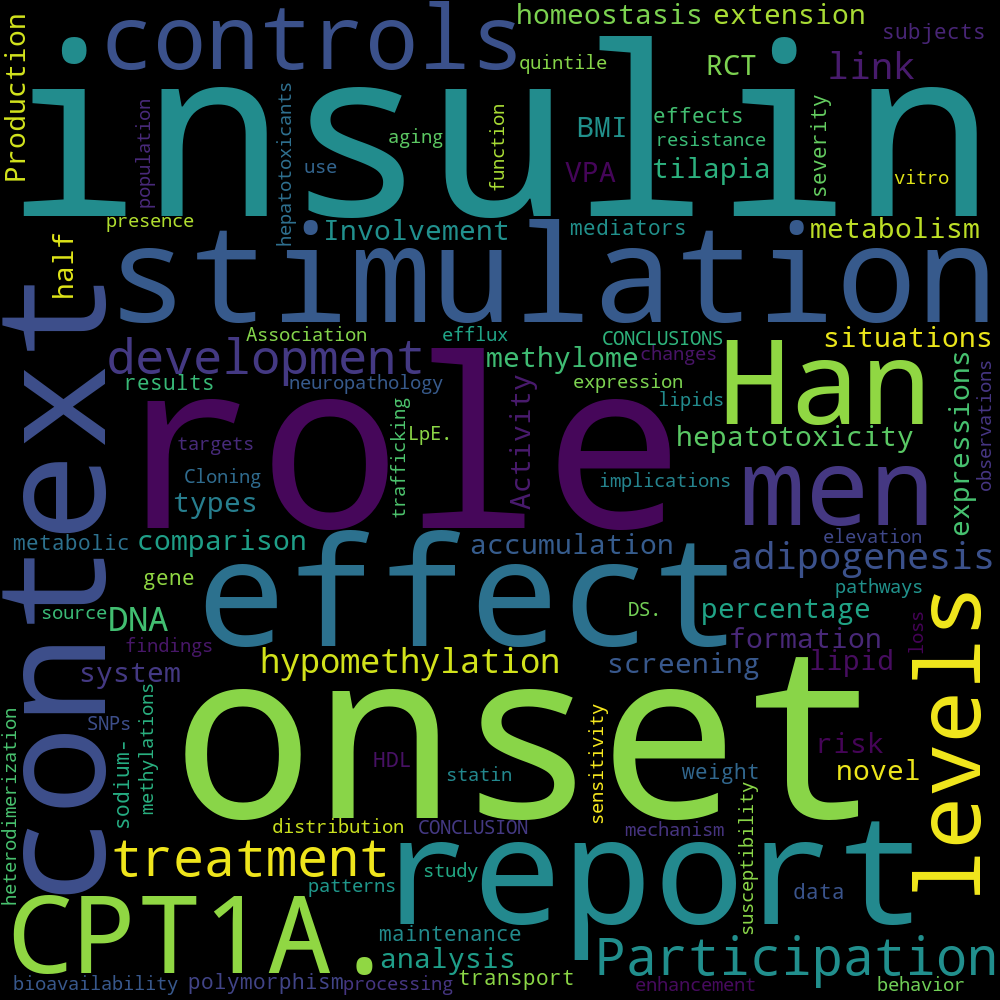 homeostasis
extension
controls
subjects
Production
quintile
RCT
link
insulin
hepatotoxicants
population
aging
use
function
BMI
effects
VPA
resistance
tilapia
severity
vitro
presence
Involvement
mediators
metabolism
half
stimulation
context
Association
efflux
CONCLUSIONS
situations
development
methylome
changes
Han
results
neuropathology
expression
lipids
expressions
observations
role
trafficking
LpE.
Activity
hepatotoxicity
targets
Cloning
types
implications
men
metabolic
comparison
accumulation
elevation
adipogenesis
gene
effect
pathways
source
DNA
DS.
percentage
levels
findings
formation
loss
system
hypomethylation
screening
lipid
onset
SNPs
sodium-
methylations
heterodimerization
HDL
statin
sensitivity
weight
risk
novel
distribution
CONCLUSION
mechanism
susceptibility
treatment
report
patterns
study
data
CPT1A.
maintenance
analysis
Participation
bioavailability
polymorphism
processing
transport
enhancement
behavior